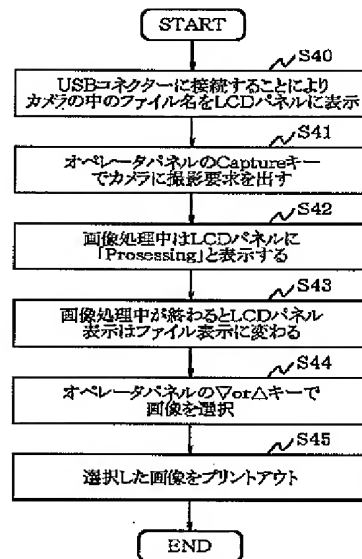 START
S40
USBコネクターに接続することにより
カメラの中のファイル名をLCDパネルに表示
S41
オペレータパネルのCaptureキー
でカメラに撮影要求を出す
S42
画像処理中はLCDパネルに
「Prosessing」と表示する
S43
画像処理中が終わるとLCDパネル
表示はファイル表示に変わる
S44
オペレータパネルの▽or△キーで
画像を選択
S45
選択した画像をプリントアウト
END